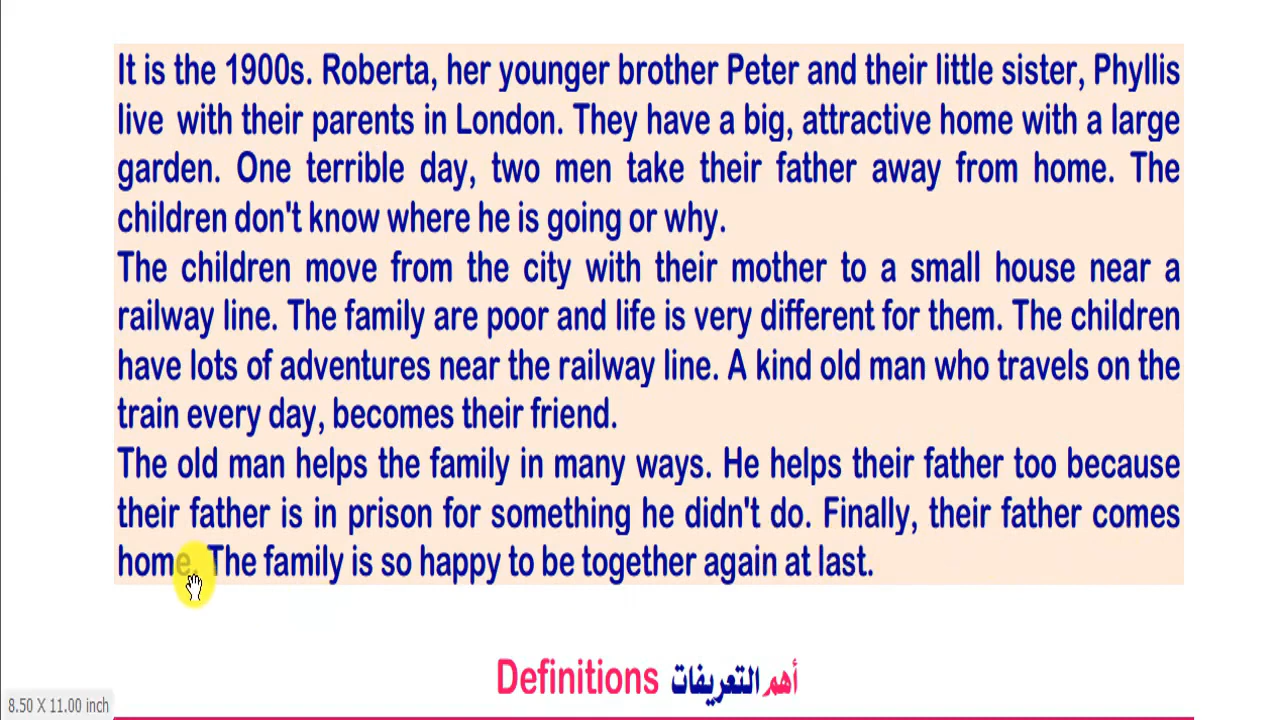 It is the 1900s. Roberta, her younger brother Peter and their little sister, Phyllis
live with their parents in London. They have a big, attractive home with a large
garden. One terrible day, two men take their father away from home. The
children don't know where he is going or why.
The children move from the city with their mother to a small house near a
railway line. The family are poor and life is very different for them. The children
have lots of adventures near the railway line. A kind old man who travels on the
train every day, becomes their friend.
The old man helps the family in many ways. He helps their father too because
their father is in prison for something he didn't do. Finally, their father comes
home. The family is so happy to be together again at last.
Definitions أهم التعريفات
8.50 X 11.00 inch